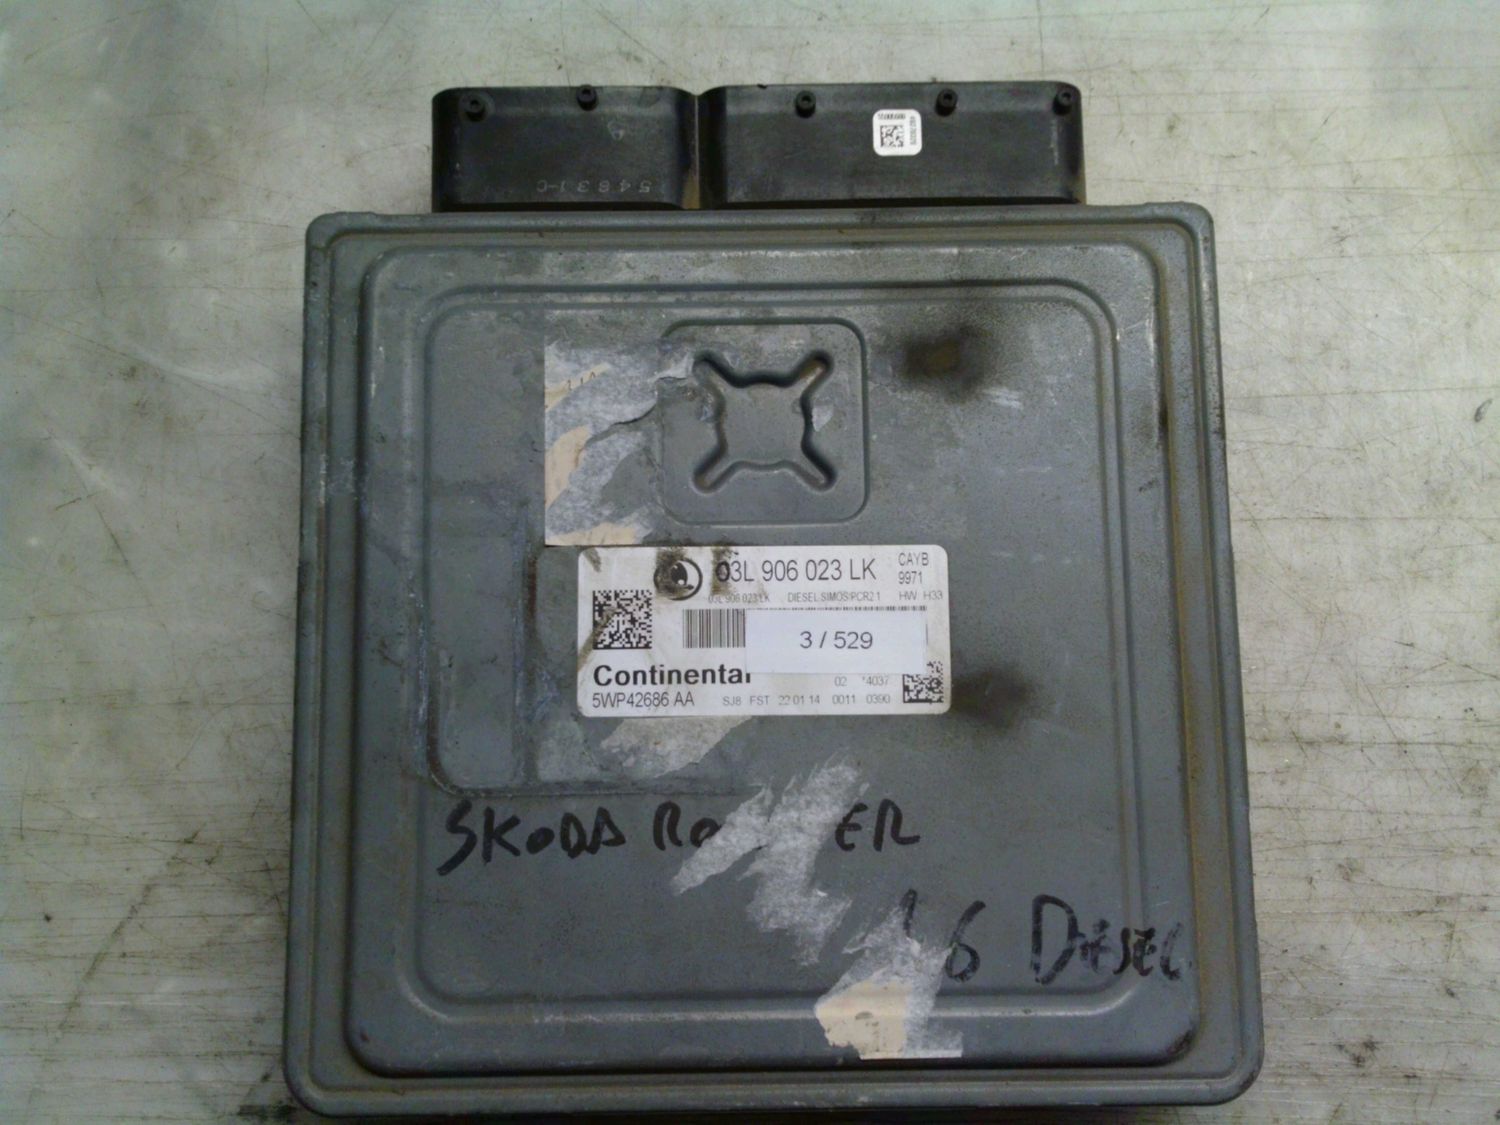 54831-C
03L 906 023 LK
CAYB
9971
03L 906 023 LK DIESEL SIMOS/PCR2.1 HW H33
3 / 529
Continental
02 4037
5WP42686 AA SJ8 FST 22 01 14 0011 0390
SKODA
1.6 DIESEL